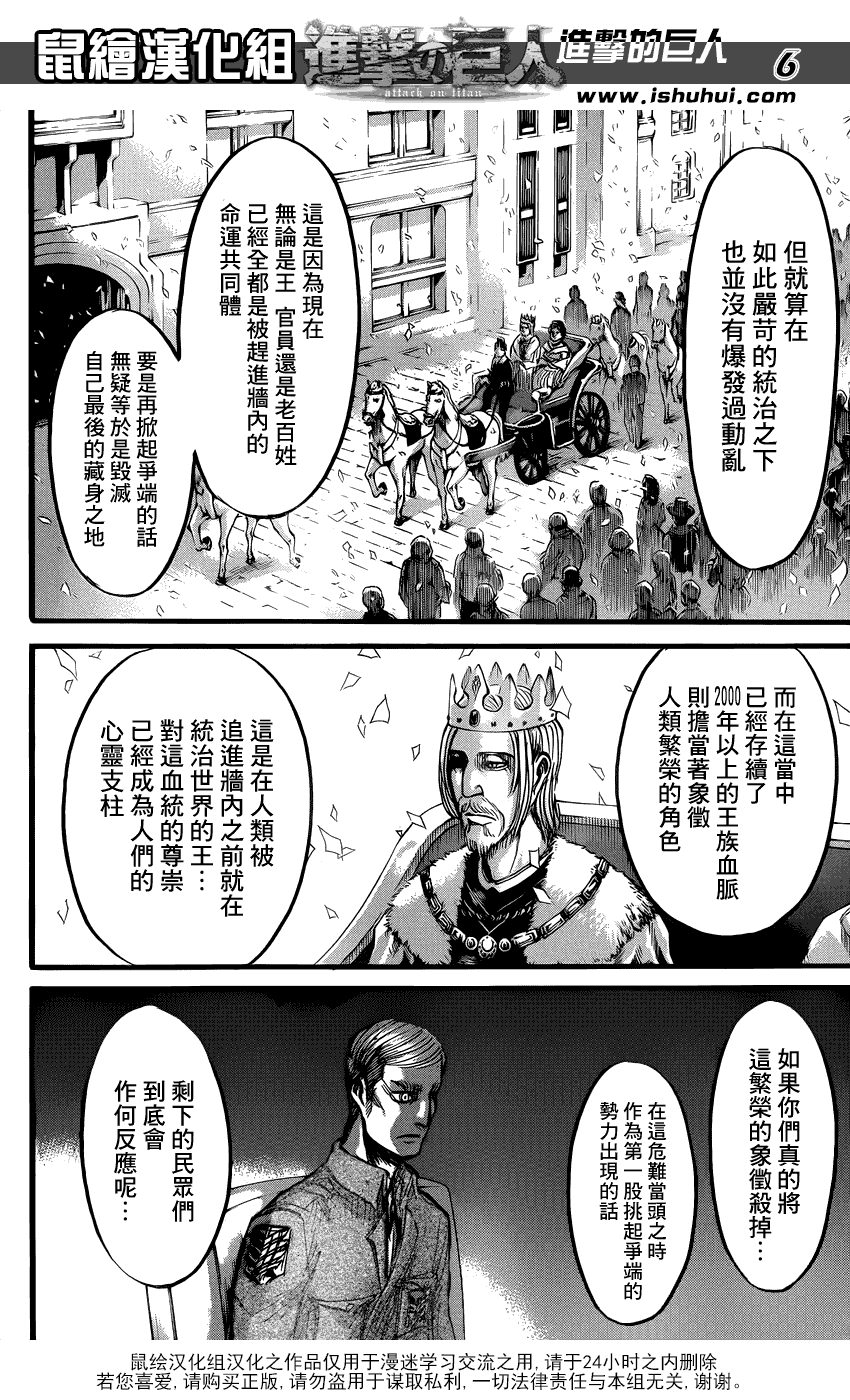 鼠繪漢化組
進撃の巨人
attack on titan
進擊的巨人
6
www.ishuhui.com
但就算在
如此嚴苛的統治之下
也並沒有爆發過動亂
這是因為現在
無論是王 官員還是老百姓
已經全都是被趕進牆內的
命運共同體
要是再掀起爭端的話
無疑等於是毀滅
自己最後的藏身之地
而在這當中
已經存續了
2000年以上的王族血脈
則擔當著象徵
人類繁榮的角色
這是在人類被
追進牆內之前就在
統治世界的王…
對這血統的尊崇
已經成為人們的
心靈支柱
如果你們真的將
這繁榮的象徵殺掉…
在這危難當頭之時
作為第一股挑起爭端的
勢力出現的話
剩下的民眾們
到底會
作何反應呢…
鼠绘汉化组汉化之作品仅用于漫迷学习交流之用,请于24小时之内删除
若您喜爱,请购买正版,请勿盗用于谋取私利,一切法律责任与本组无关,谢谢。